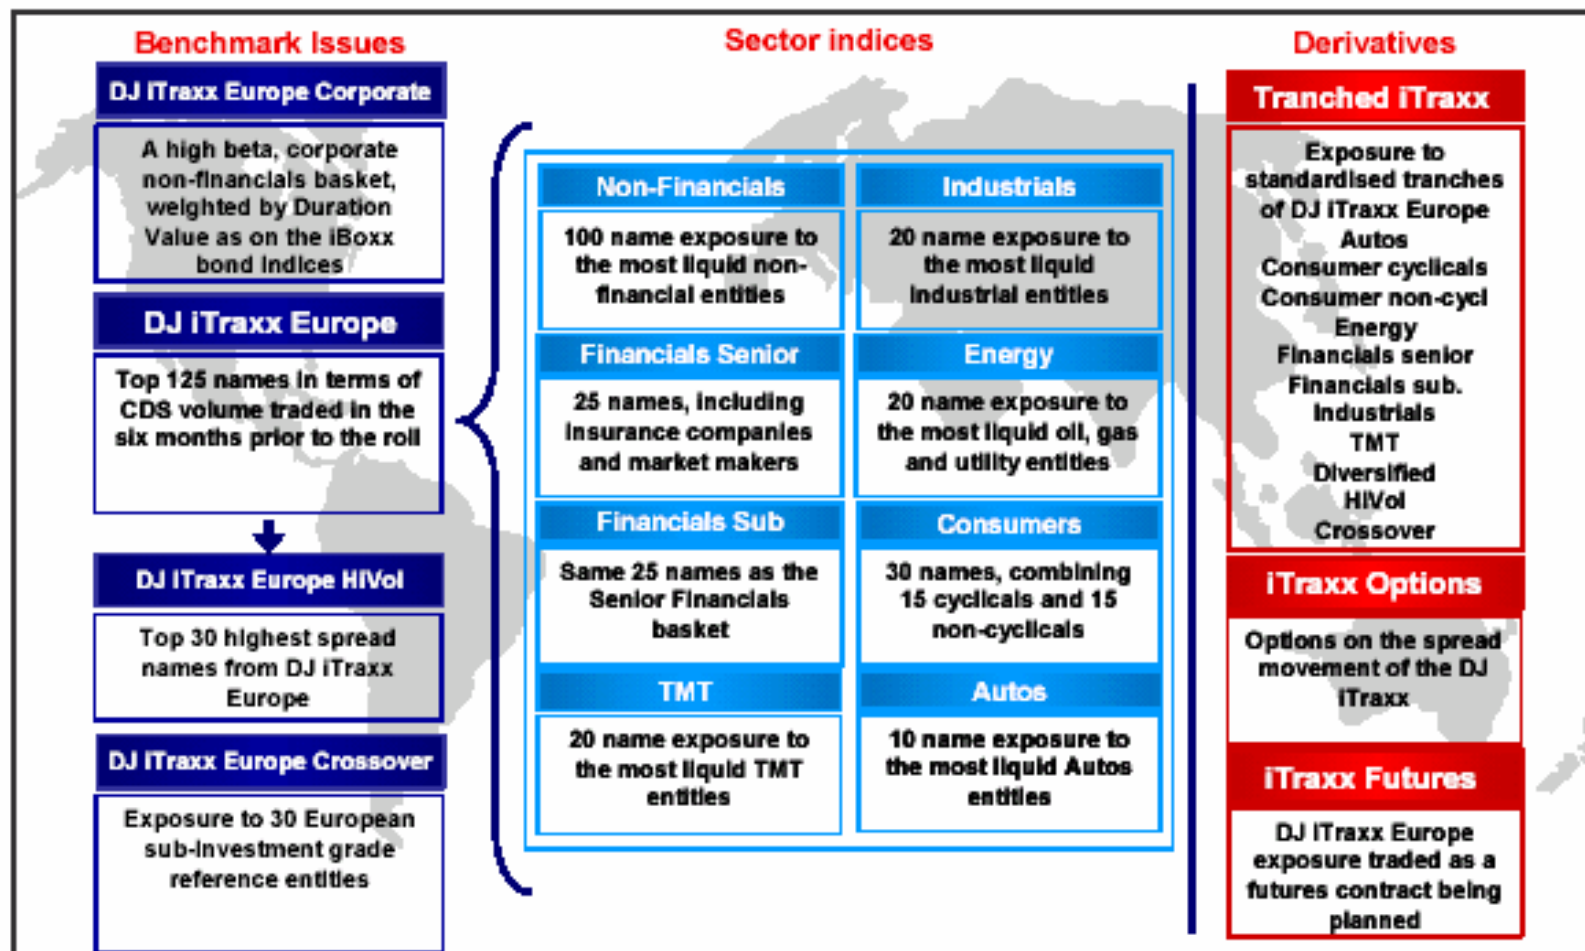 Benchmark Issues
DJ iTraxx Europe Corporate
A high beta, corporate
non-financials basket,
weighted by Duration
Value as on the iBoxx
bond indices
DJ iTraxx Europe
Top 125 names in terms of
CDS volume traded in the
six months prior to the roll
DJ iTraxx Europe HiVol
Top 30 highest spread
names from DJ iTraxx
Europe
DJ iTraxx Europe Crossover
Exposure to 30 European
sub-investment grade
reference entities
Sector indices
Non-Financials
100 name exposure to
the most liquid non-
financial entities
Industrials
20 name exposure to
the most liquid
industrial entities
Financials Senior
25 names, including
insurance companies
and market makers
Energy
20 name exposure to
the most liquid oil, gas
and utility entities
Financials Sub
Same 25 names as the
Senior Financials
basket
Consumers
30 names, combining
15 cyclicals and 15
non-cyclicals
TMT
20 name exposure to
the most liquid TMT
entities
Autos
10 name exposure to
the most liquid Autos
entities
Derivatives
Tranched iTraxx
Exposure to
standardised tranches
of DJ iTraxx Europe
Autos
Consumer cyclicals
Consumer non-cycl
Energy
Financials senior
Financials sub.
Industrials
TMT
Diversified
HiVol
Crossover
iTraxx Options
Options on the spread
movement of the DJ
iTraxx
iTraxx Futures
DJ iTraxx Europe
exposure traded as a
futures contract being
planned